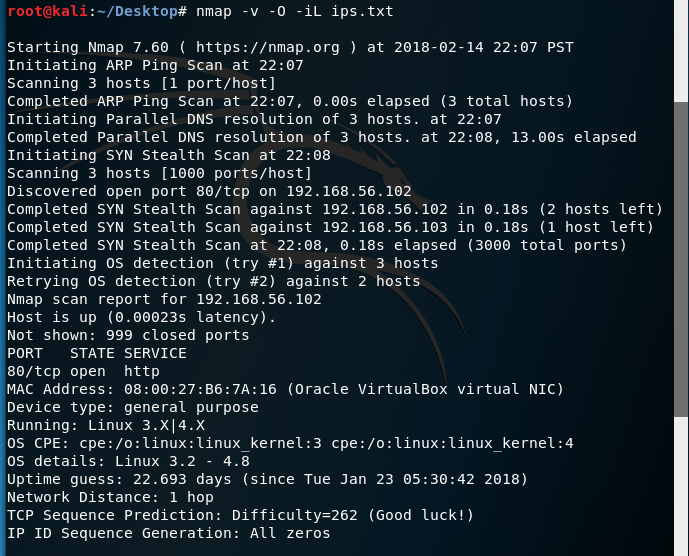 root@kali:~/Desktop# nmap -v -O -iL ips.txt
Starting Nmap 7.60 ( https://nmap.org ) at 2018-02-14 22:07 PST
Initiating ARP Ping Scan at 22:07
Scanning 3 hosts [1 port/host]
Completed ARP Ping Scan at 22:07, 0.00s elapsed (3 total hosts)
Initiating Parallel DNS resolution of 3 hosts. at 22:07
Completed Parallel DNS resolution of 3 hosts. at 22:08, 13.00s elapsed
Initiating SYN Stealth Scan at 22:08
Scanning 3 hosts [1000 ports/host]
Discovered open port 80/tcp on 192.168.56.102
Completed SYN Stealth Scan against 192.168.56.102 in 0.18s (2 hosts left)
Completed SYN Stealth Scan against 192.168.56.103 in 0.18s (1 host left)
Completed SYN Stealth Scan at 22:08, 0.18s elapsed (3000 total ports)
Initiating OS detection (try #1) against 3 hosts
Retrying OS detection (try #2) against 2 hosts
Nmap scan report for 192.168.56.102
Host is up (0.00023s latency).
Not shown: 999 closed ports
PORT   STATE SERVICE
80/tcp open  http
MAC Address: 08:00:27:B6:7A:16 (Oracle VirtualBox virtual NIC)
Device type: general purpose
Running: Linux 3.X|4.X
OS CPE: cpe:/o:linux:linux_kernel:3 cpe:/o:linux:linux_kernel:4
OS details: Linux 3.2 - 4.8
Uptime guess: 22.693 days (since Tue Jan 23 05:30:42 2018)
Network Distance: 1 hop
TCP Sequence Prediction: Difficulty=262 (Good luck!)
IP ID Sequence Generation: All zeros